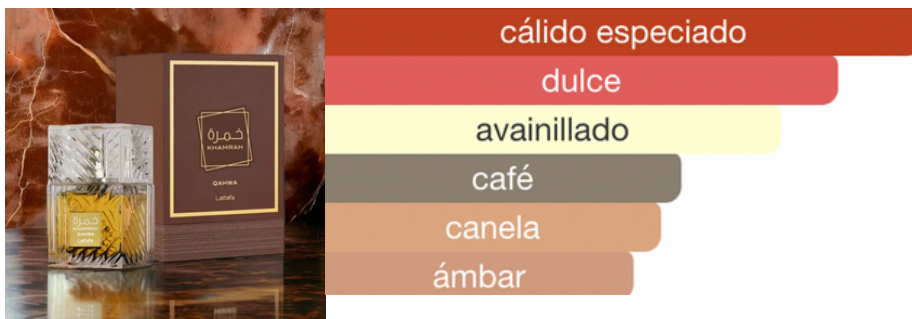 خمرة
KHAMRAH
QAHWA
Lattafa
خمرة
KHAMRAH
QAHWA
Lattafa
cálido especiado
dulce
avainillado
café
canela
ámbar